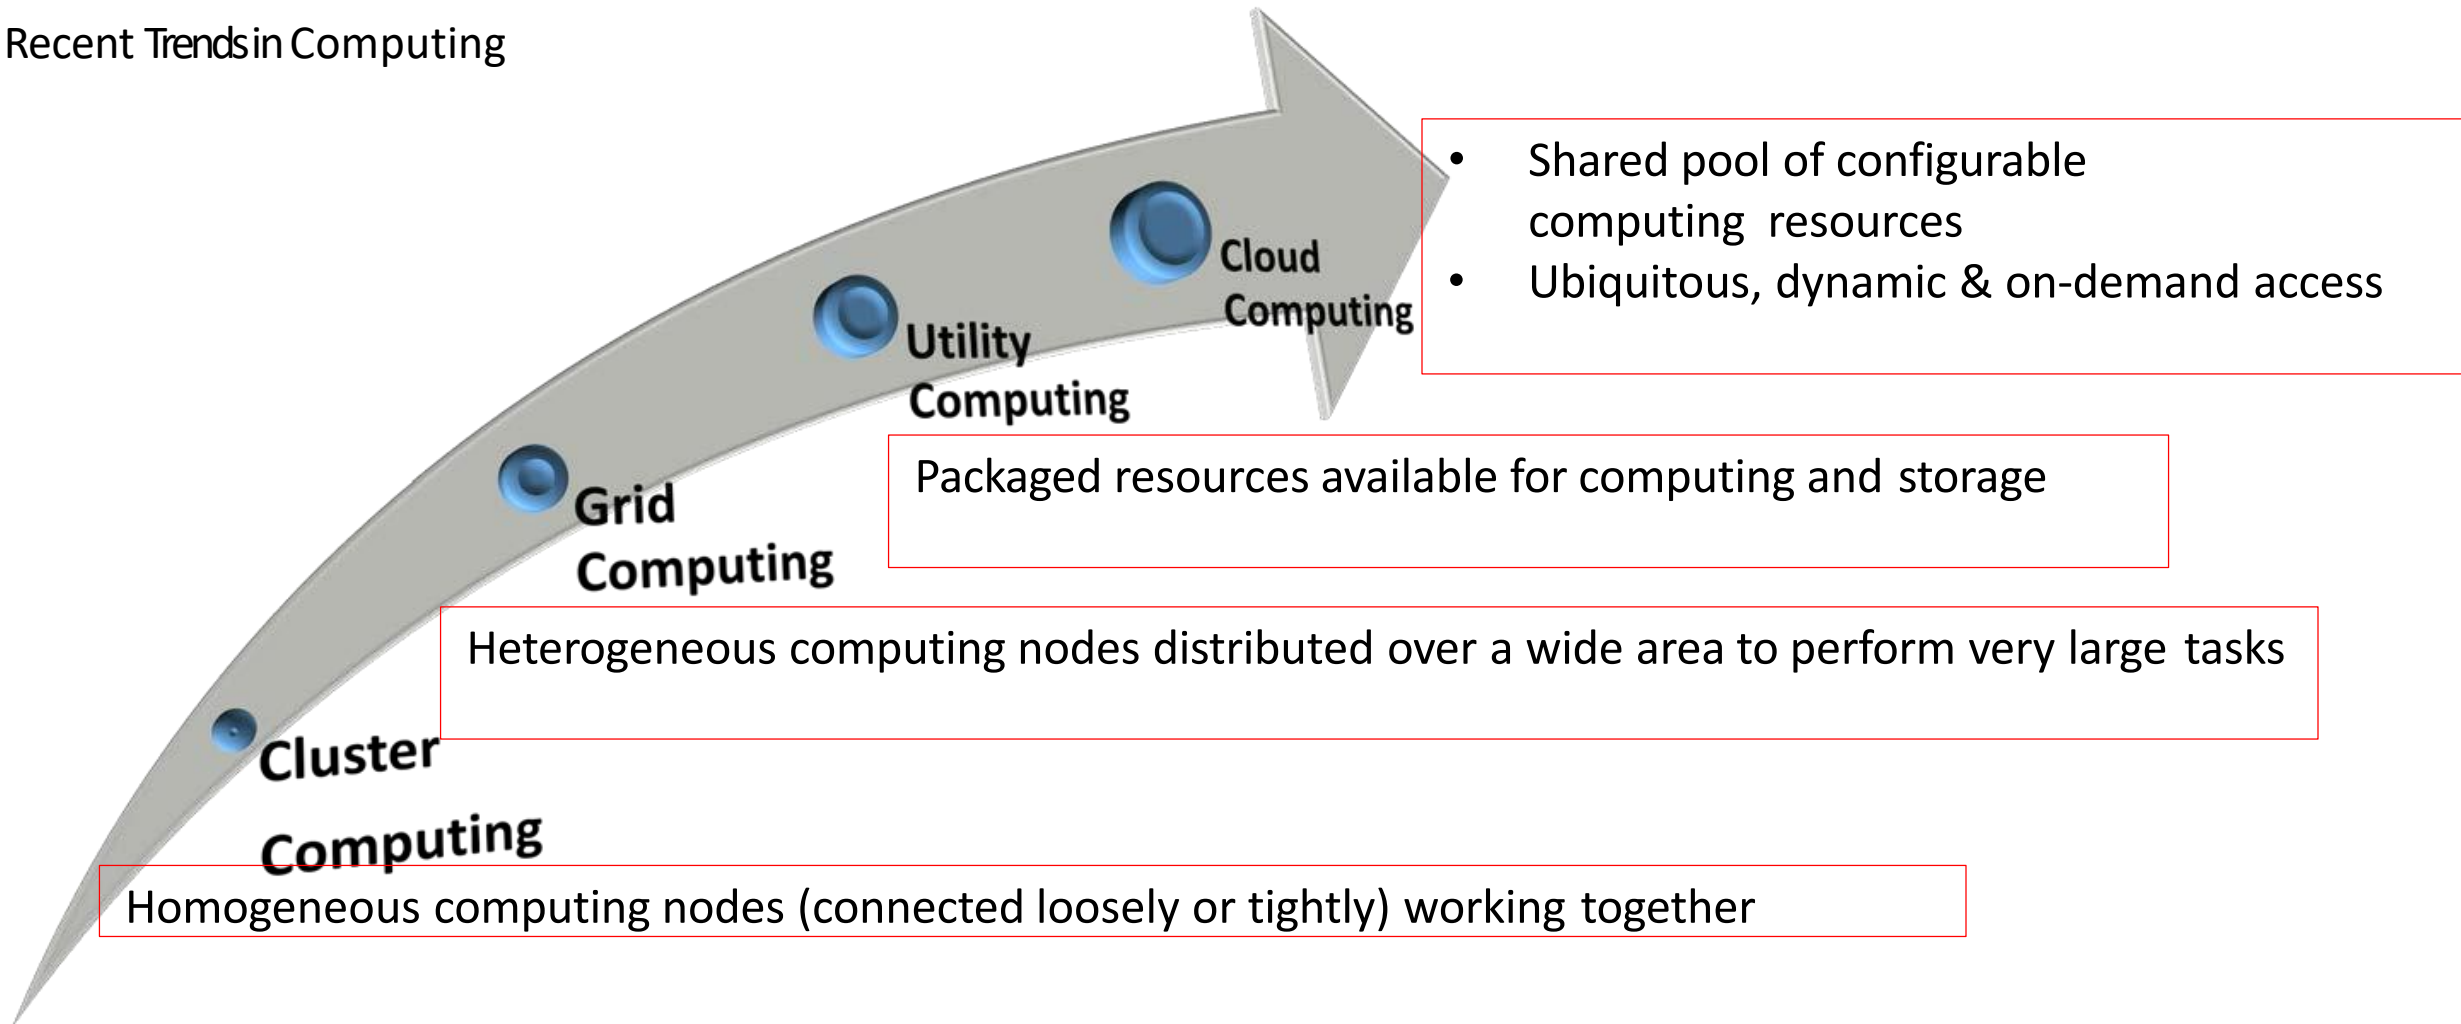 Recent Trends in Computing
• Shared pool of configurable
computing resources
• Ubiquitous, dynamic & on-demand access
Cloud
Computing
Utility
Computing
Packaged resources available for computing and storage
Grid
Computing
Heterogeneous computing nodes distributed over a wide area to perform very large tasks
Cluster
Computing
Homogeneous computing nodes (connected loosely or tightly) working together